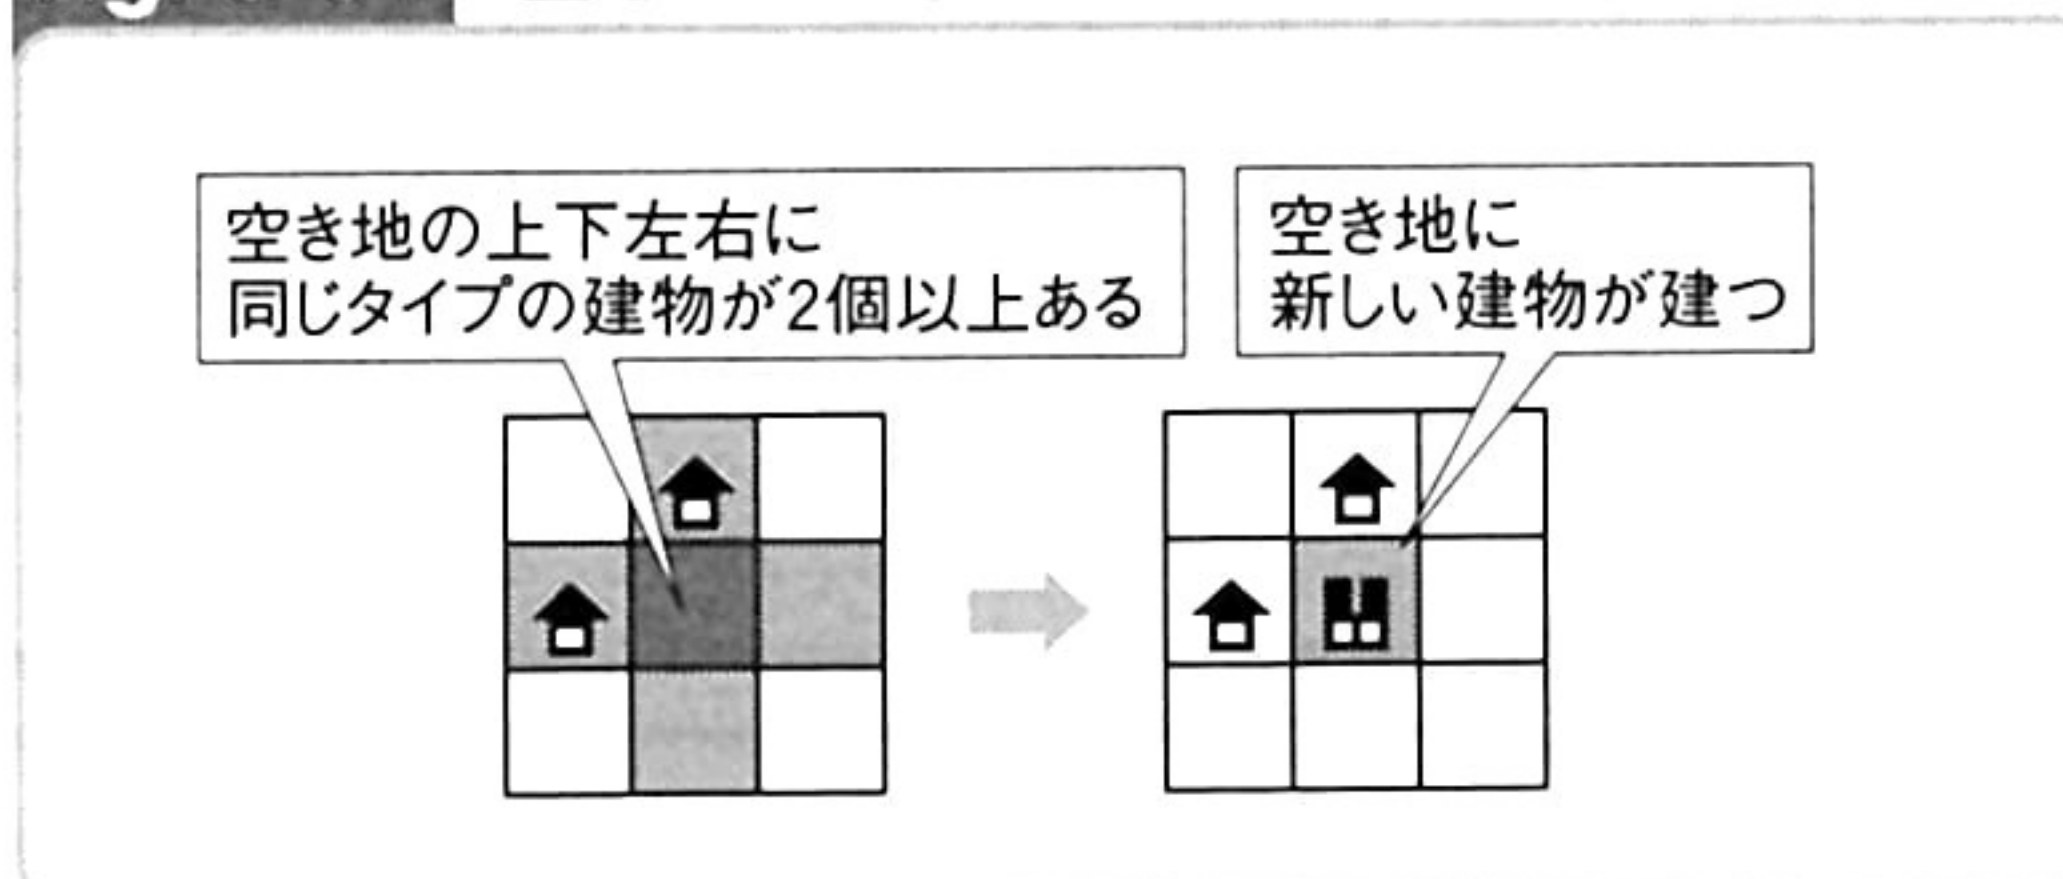 空き地の上下左右に
同じタイプの建物が2個以上ある
空き地に
新しい建物が建つ